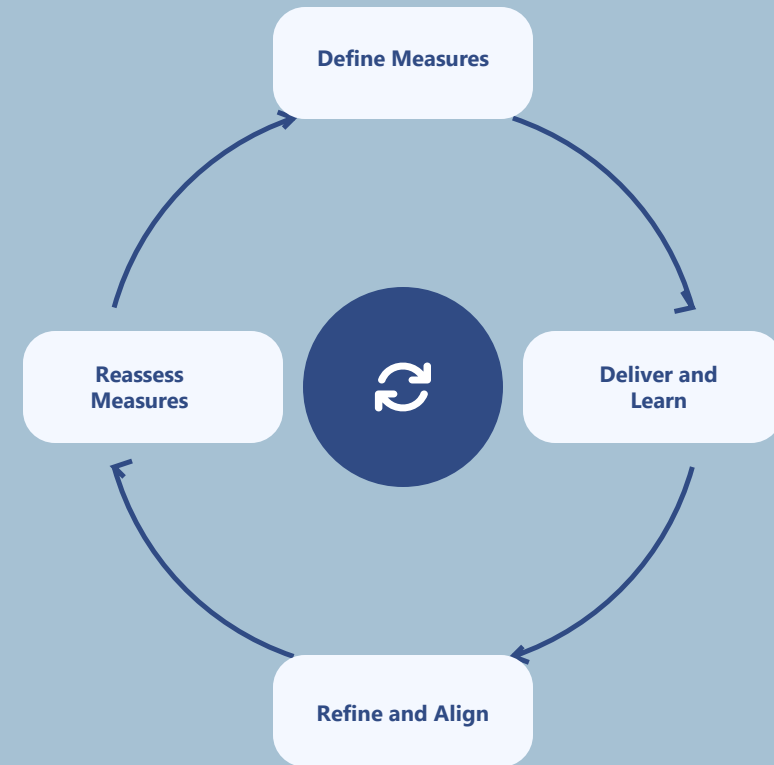 Define Measures
Reassess
Measures
Deliver and
Learn
Refine and Align